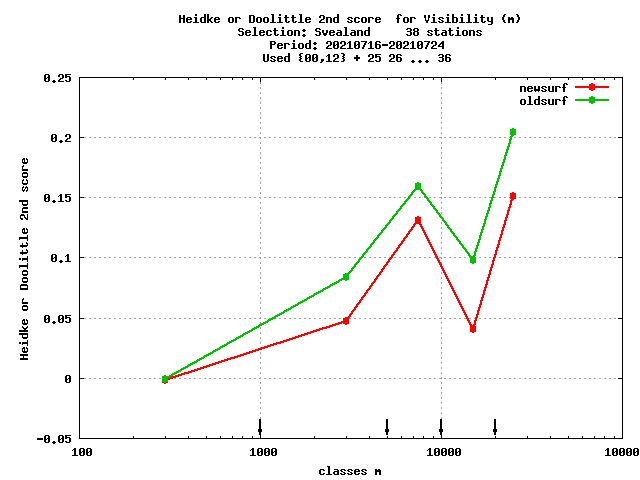 Heidke or Doolittle 2nd score  for Visibility (m)
Selection: Svealand     38 stations
Period: 20210716-20210724
Used {00,12} + 25 26 ... 36
newsurf
oldsurf
0.25
0.2
0.15
0.1
0.05
0
-0.05
Heidke or Doolittle 2nd score
100 1000 10000 10000
classes m